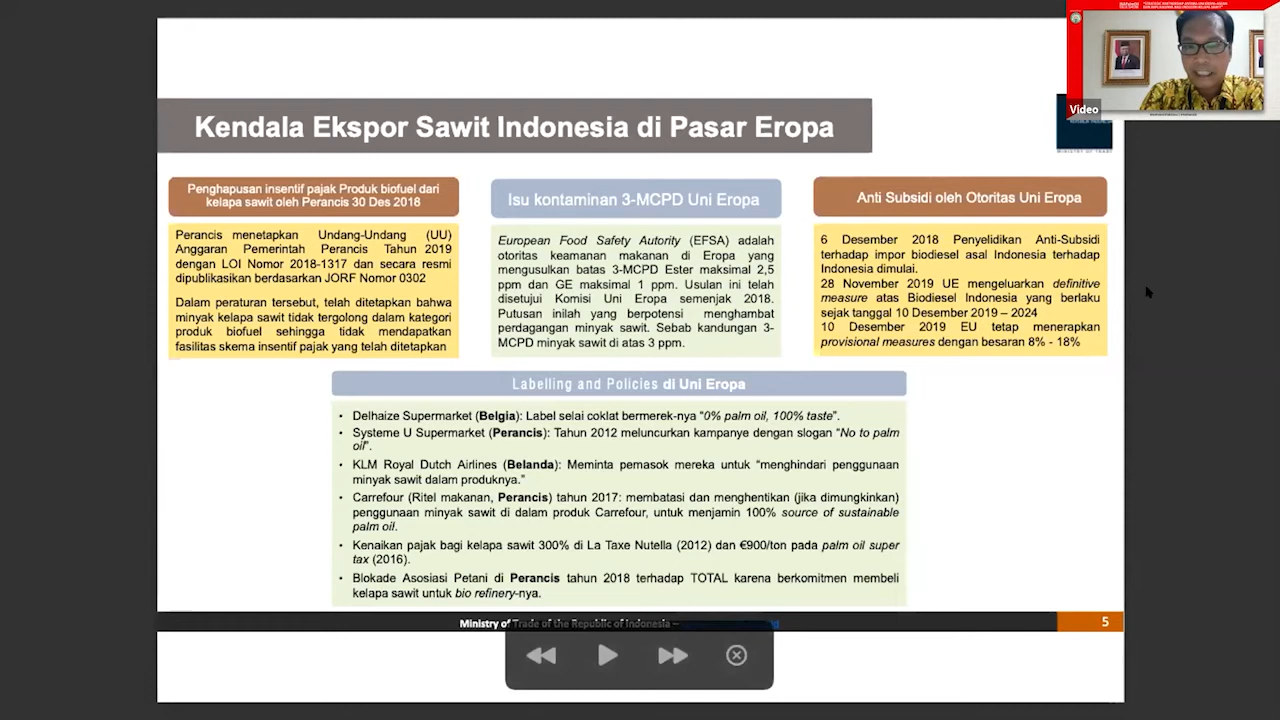 Kendala Ekspor Sawit Indonesia di Pasar Eropa
Video
Penghapusan insentif pajak Produk biofuel dari
kelapa sawit oleh Perancis 30 Des 2018
Perancis menetapkan Undang-Undang (UU)
Anggaran Pemerintah Perancis Tahun 2019
dengan LOI Nomor 2018-1317 dan secara resmi
dipublikasikan berdasarkan JORF Nomor 0302
Dalam peraturan tersebut, telah ditetapkan bahwa
minyak kelapa sawit tidak tergolong dalam kategori
produk biofuel sehingga tidak mendapatkan
fasilitas skema insentif pajak yang telah ditetapkan
Isu kontaminan 3-MCPD Uni Eropa
European Food Safety Autority (EFSA) adalah
otoritas keamanan makanan di Eropa yang
mengusulkan batas 3-MCPD Ester maksimal 2,5
ppm dan GE maksimal 1 ppm. Usulan ini telah
disetujui Komisi Uni Eropa semenjak 2018.
Putusan inilah yang berpotensi menghambat
perdagangan minyak sawit. Sebab kandungan 3-
MCPD minyak sawit di atas 3 ppm.
Anti Subsidi oleh Otoritas Uni Eropa
6 Desember 2018 Penyelidikan Anti-Subsidi
terhadap impor biodiesel asal Indonesia terhadap
Indonesia dimulai.
28 November 2019 UE mengeluarkan definitive
measure atas Biodiesel Indonesia yang berlaku
sejak tanggal 10 Desember 2019 – 2024
10 Desember 2019 EU tetap menerapkan
provisional measures dengan besaran 8% - 18%
Labelling and Policies di Uni Eropa
• Delhaize Supermarket (Belgia): Label selai coklat bermerek-nya “0% palm oil, 100% taste”.
• Systeme U Supermarket (Perancis): Tahun 2012 meluncurkan kampanye dengan slogan “No to palm
oil”.
• KLM Royal Dutch Airlines (Belanda): Meminta pemasok mereka untuk “menghindari penggunaan
minyak sawit dalam produknya.”
• Carrefour (Ritel makanan, Perancis) tahun 2017: membatasi dan menghentikan (jika dimungkinkan)
penggunaan minyak sawit di dalam produk Carrefour, untuk menjamin 100% source of sustainable
palm oil.
• Kenaikan pajak bagi kelapa sawit 300% di La Taxe Nutella (2012) dan €900/ton pada palm oil super
tax (2016).
• Blokade Asosiasi Petani di Perancis tahun 2018 terhadap TOTAL karena berkomitmen membeli
kelapa sawit untuk bio refinery-nya.
Ministry of Trade of the Republic of Indonesia –
5